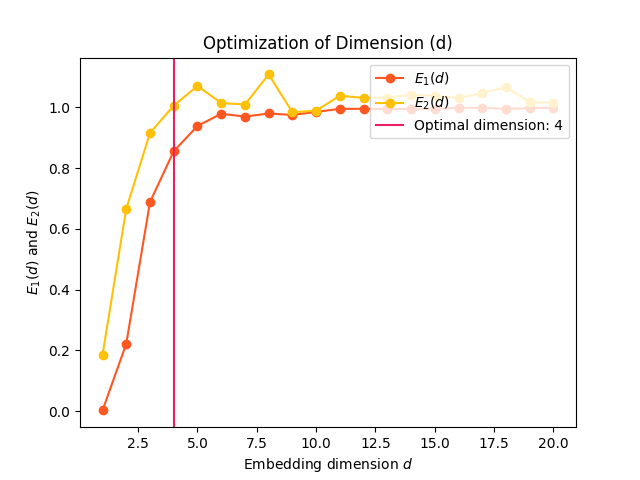 Optimization of Dimension (d)
E₁(d)
E₂(d)
Optimal dimension: 4
E₁(d) and E₂(d)
1.0
0.8
0.6
0.4
0.2
0.0
2.5 5.0 7.5 10.0 12.5 15.0 17.5 20.0
Embedding dimension d